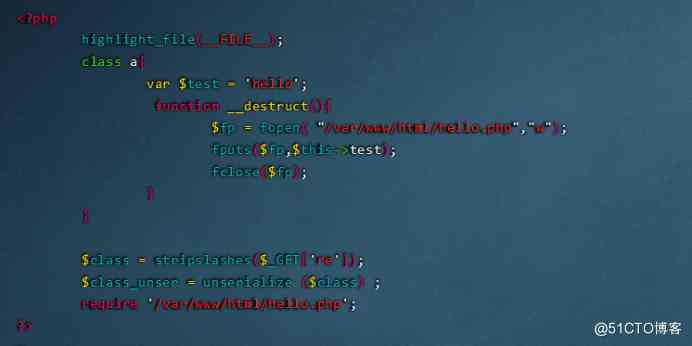 <?php
highlight_file(__FILE__);
class a{
var $test = 'hello';
function __destruct(){
$fp = fopen( "/var/www/html/hello.php","w");
fputs($fp,$this->test);
fclose($fp);
}
}
$class = stripslashes($_GET['re']);
$class_unser = unserialize ($class) ;
require '/var/www/html/hello.php';
?>
@51CTO博客